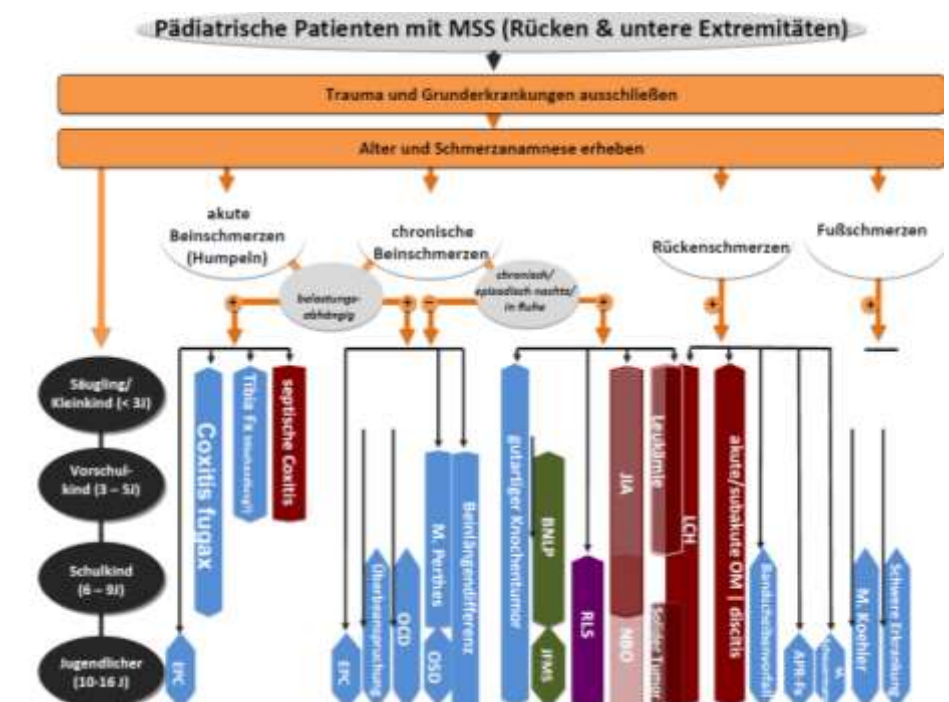 Pädiatrische Patienten mit MSS (Rücken & untere Extremitäten)
Trauma und Grunderkrankungen ausschließen
Alter und Schmerzanamnese erheben
akute
Beinschmerzen
(Humpeln)
chronische
Beinschmerzen
Rückenschmerzen
Fußschmerzen
belastungs-
abhängig
chronisch/
episodisch nachts/
in Ruhe
+
+
−
+
+
+
Säugling/
Kleinkind (< 3J)
Vorschul-
kind (3 – 5J)
Schulkind
(6 – 9J)
Jugendlicher
(10-16 J)
EPC
Coxitis fugax
Tibia Fx
septische Coxitis
EPC
Überbeanspruchung
OCD
M. Perthes
OSD
Beinlängendifferenz
gutartiger Knochentumor
BNLP
JFMS
RLS
JIA
NBO
Leukämie
Solider Tumor
LCH
akute/subakute OM | discitis
Bandscheibenvorfall
APR-Fx
M. Koehler